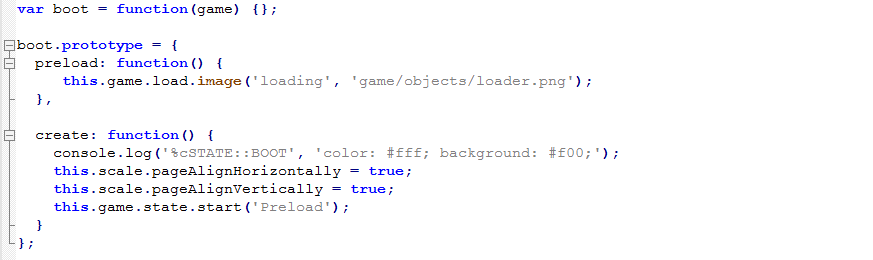 var boot = function(game) {};

boot.prototype = {
  preload: function() {
     this.game.load.image('loading', 'game/objects/loader.png');
  },

  create: function() {
    console.log('%cSTATE::BOOT', 'color: #fff; background: #f00;');
    this.scale.pageAlignHorizontally = true;
    this.scale.pageAlignVertically = true;
    this.game.state.start('Preload');
  }
};